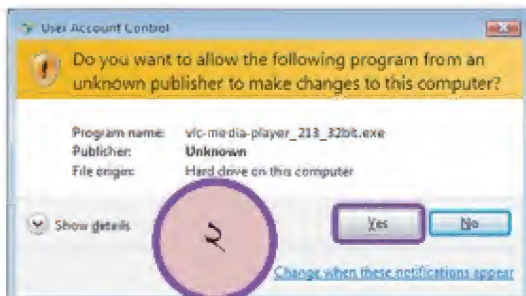 User Account Control
Do you want to allow the following program from an
unknown publisher to make changes to this computer?
Program name: vlc-media-player_213_32bit.exe
Publisher: Unknown
File origin: Hard drive on this computer
Show details
২
Yes
No
Change when these notifications appear